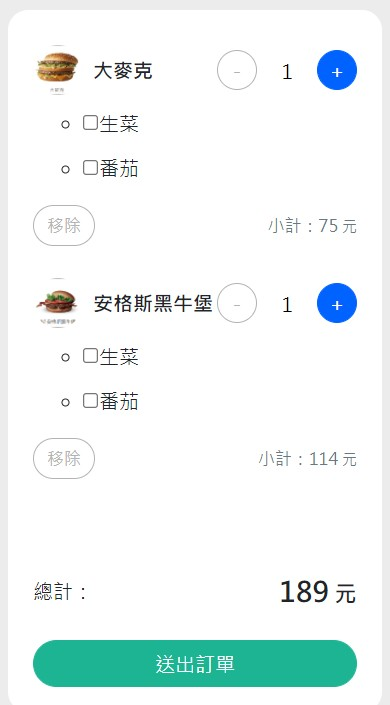 大麥克 - 1 +
生菜
番茄
移除 小計：75 元
安格斯黑牛堡 - 1 +
生菜
番茄
移除 小計：114 元
總計： 189 元
送出訂單